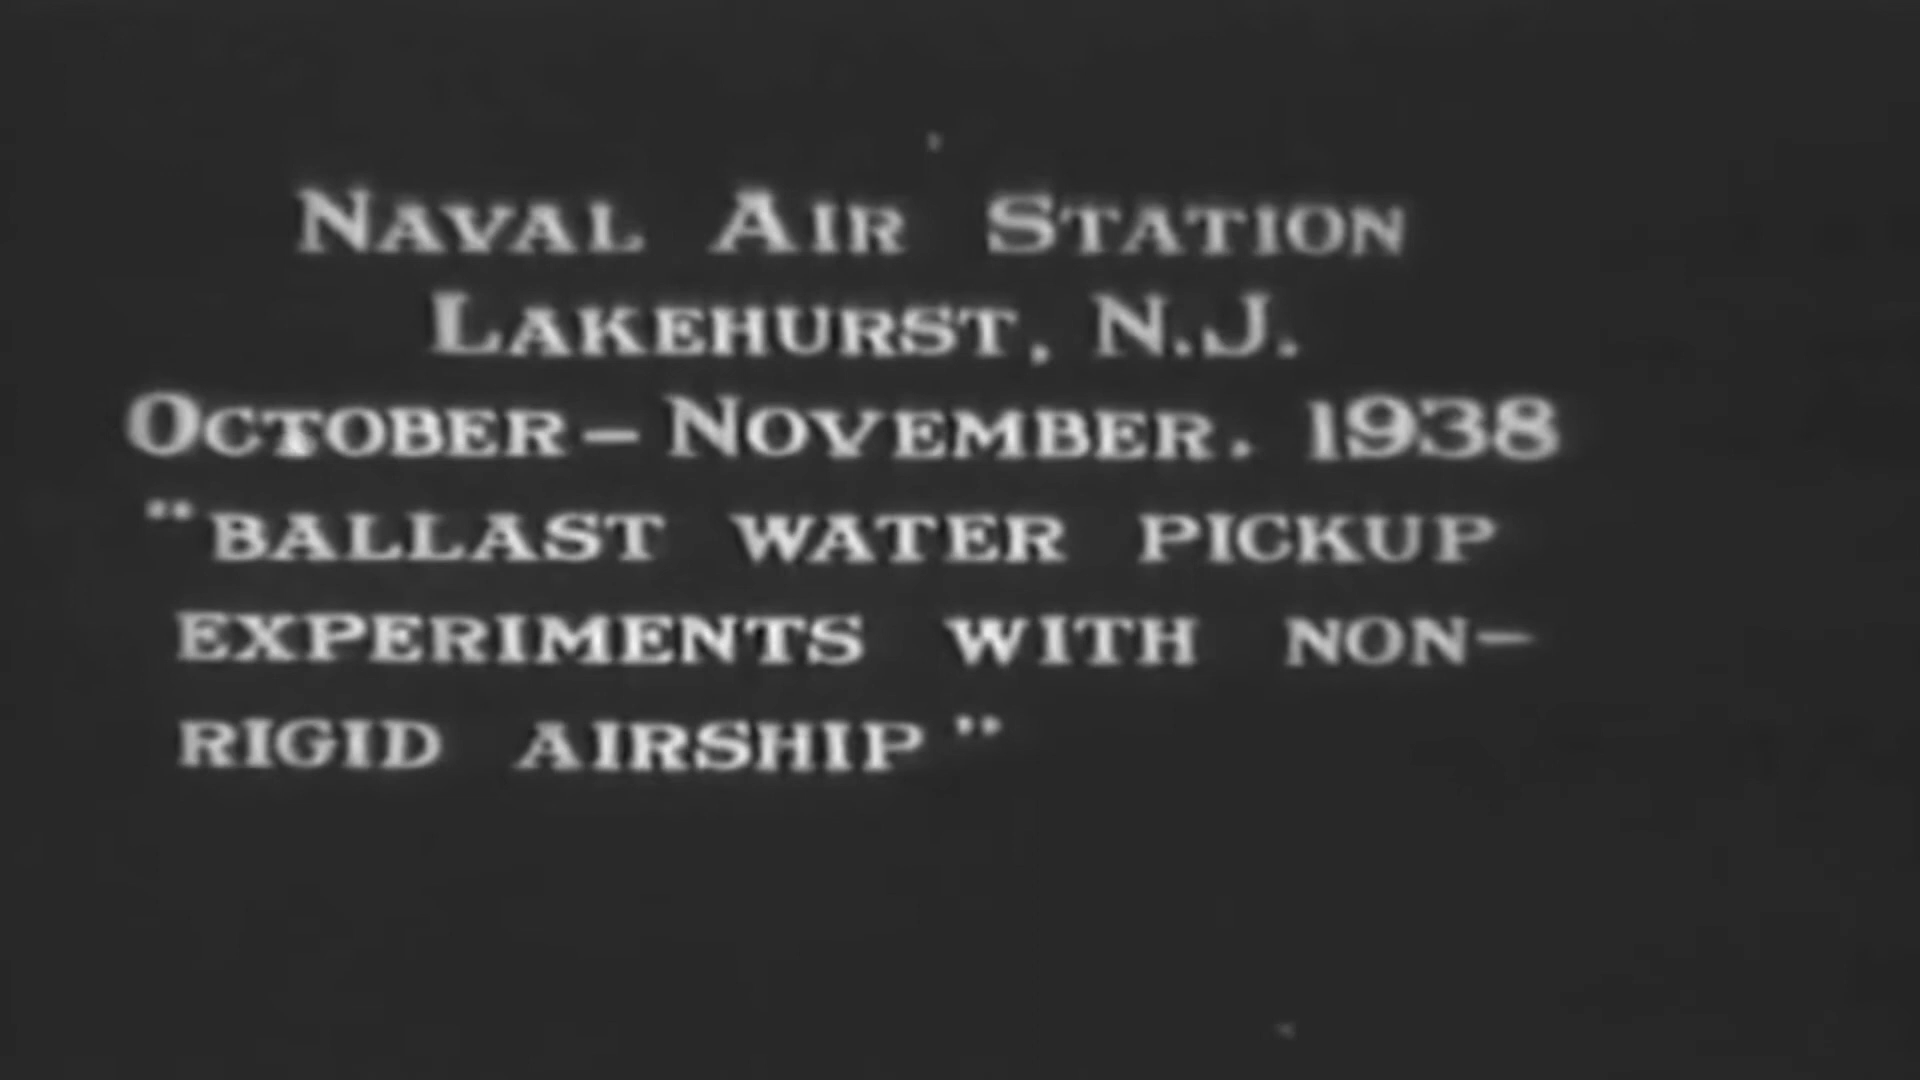 Naval Air Station
Lakehurst, N.J.
October – November, 1938
"BALLAST WATER PICKUP
EXPERIMENTS WITH NON–
RIGID AIRSHIP"